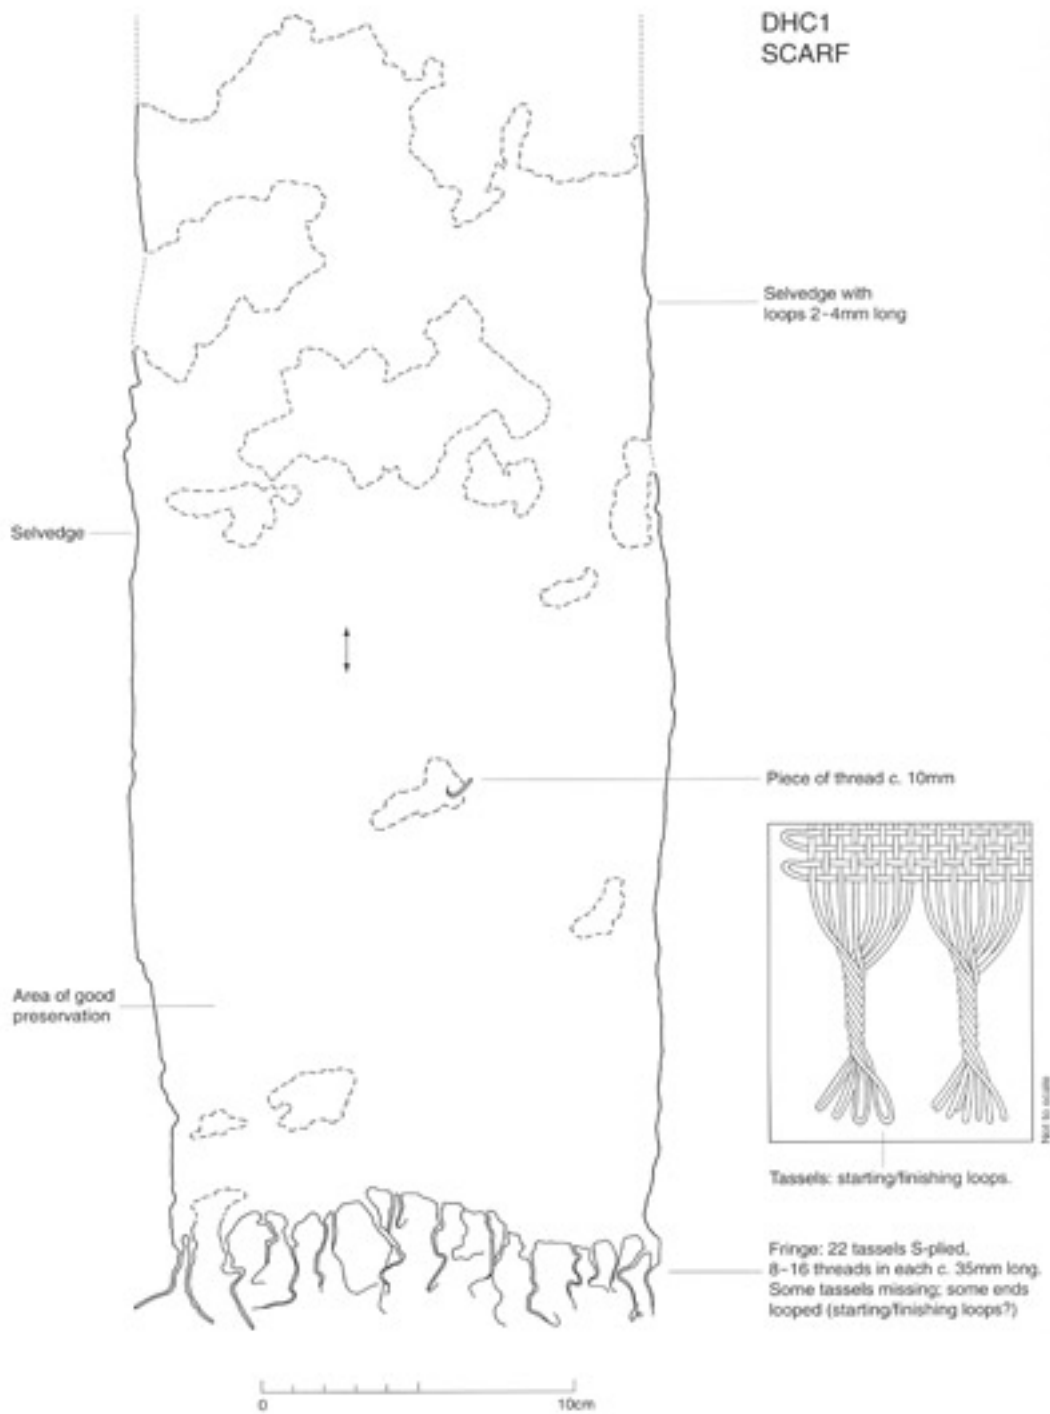 DHC1
SCARF
Selvedge with
loops 2-4mm long
Selvedge
Piece of thread c. 10mm
Area of good
preservation
Not to scale
Tassels: starting/finishing loops.
Fringe: 22 tassels S-plied,
8-16 threads in each c. 35mm long.
Some tassels missing; some ends
looped (starting/finishing loops?)
0
10cm